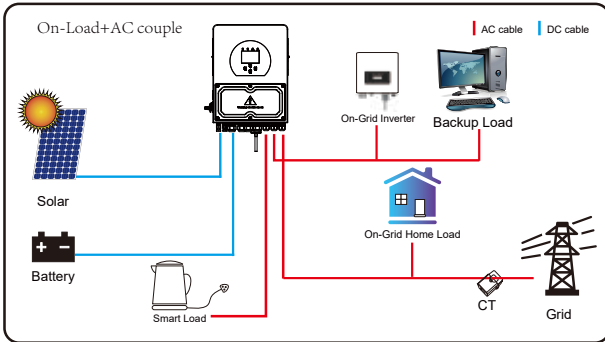 On-Load+AC couple
AC cable
DC cable
On-Grid Inverter
Backup Load
Solar
On-Grid Home Load
Battery
Smart Load
CT
Grid